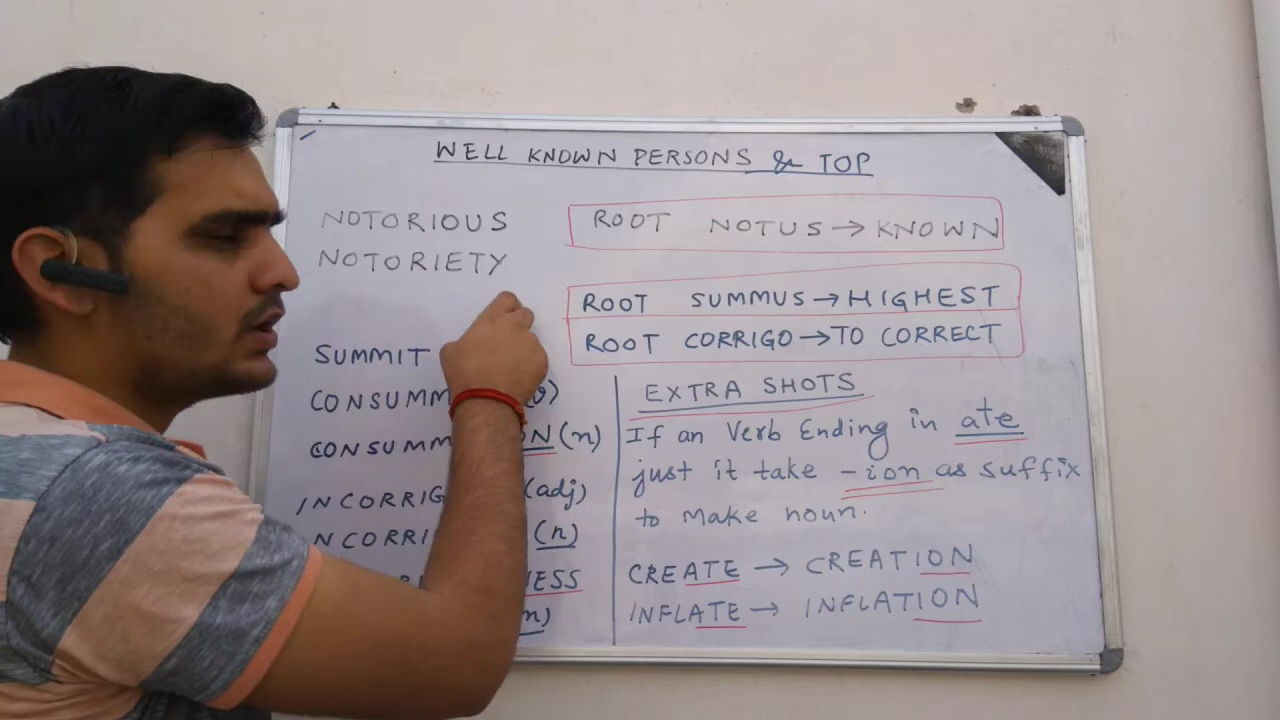 WELL KNOWN PERSONS & TOP
NOTORIOUS
NOTORIETY
SUMMIT
CONSUMM (v)
CONSUMM ON (n)
INCORRIG (adj)
INCORRI (n)
ESS
n)
ROOT NOTUS → KNOWN
ROOT SUMMUS → HIGHEST
ROOT CORRIGO → TO CORRECT
EXTRA SHOTS
If an Verb Ending in ate
just it take -ion as suffix
to make noun.
CREATE → CREATION
INFLATE → INFLATION